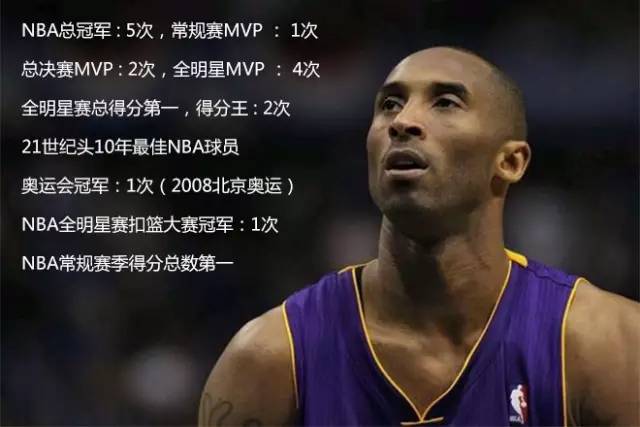 NBA总冠军 : 5次，常规赛MVP ： 1次
总决赛MVP : 2次，全明星MVP ： 4次
全明星赛总得分第一，得分王 : 2次
21世纪头10年最佳NBA球员
奥运会冠军：1次（2008北京奥运）
NBA全明星赛扣篮大赛冠军：1次
NBA常规赛季得分总数第一